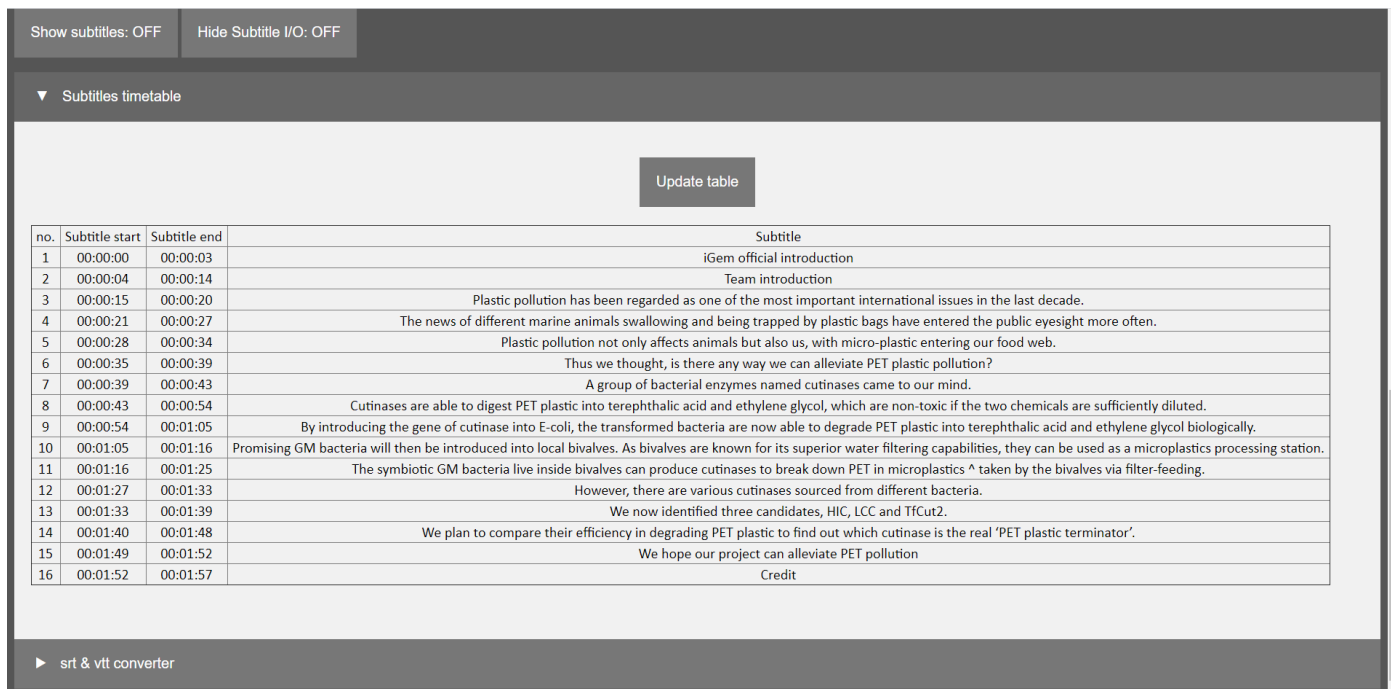 Show subtitles: OFF Hide Subtitle I/O: OFF
▼ Subtitles timetable
Update table
no. Subtitle start Subtitle end Subtitle
1 00:00:00 00:00:03 iGem official introduction
2 00:00:04 00:00:14 Team introduction
3 00:00:15 00:00:20 Plastic pollution has been regarded as one of the most important international issues in the last decade.
4 00:00:21 00:00:27 The news of different marine animals swallowing and being trapped by plastic bags have entered the public eyesight more often.
5 00:00:28 00:00:34 Plastic pollution not only affects animals but also us, with micro-plastic entering our food web.
6 00:00:35 00:00:39 Thus we thought, is there any way we can alleviate PET plastic pollution?
7 00:00:39 00:00:43 A group of bacterial enzymes named cutinases came to our mind.
8 00:00:43 00:00:54 Cutinases are able to digest PET plastic into terephthalic acid and ethylene glycol, which are non-toxic if the two chemicals are sufficiently diluted.
9 00:00:54 00:01:05 By introducing the gene of cutinase into E-coli, the transformed bacteria are now able to degrade PET plastic into terephthalic acid and ethylene glycol biologically.
10 00:01:05 00:01:16 Promising GM bacteria will then be introduced into local bivalves. As bivalves are known for its superior water filtering capabilities, they can be used as a microplastics processing station.
11 00:01:16 00:01:25 The symbiotic GM bacteria live inside bivalves can produce cutinases to break down PET in microplastics ^ taken by the bivalves via filter-feeding.
12 00:01:27 00:01:33 However, there are various cutinases sourced from different bacteria.
13 00:01:33 00:01:39 We now identified three candidates, HIC, LCC and TfCut2.
14 00:01:40 00:01:48 We plan to compare their efficiency in degrading PET plastic to find out which cutinase is the real ‘PET plastic terminator’.
15 00:01:49 00:01:52 We hope our project can alleviate PET pollution
16 00:01:52 00:01:57 Credit
▶ srt & vtt converter